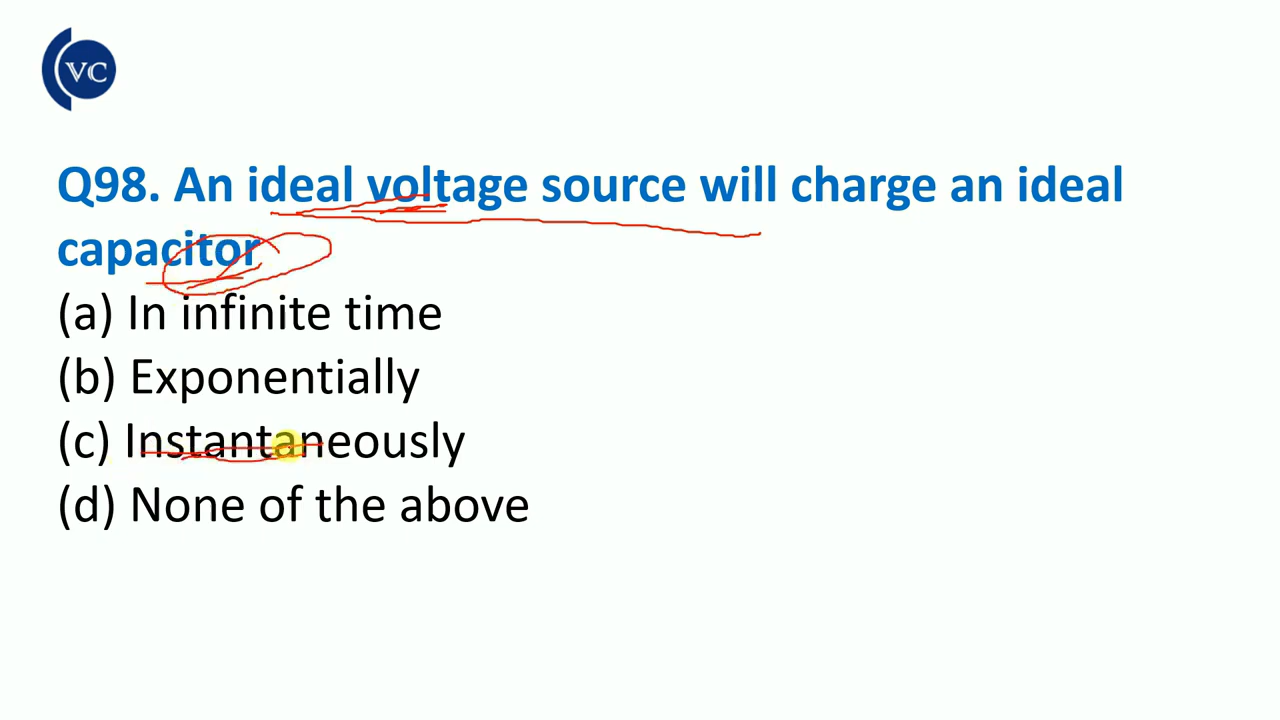 VC
Q98. An ideal voltage source will charge an ideal
capacitor
(a) In infinite time
(b) Exponentially
(c) Instantaneously
(d) None of the above